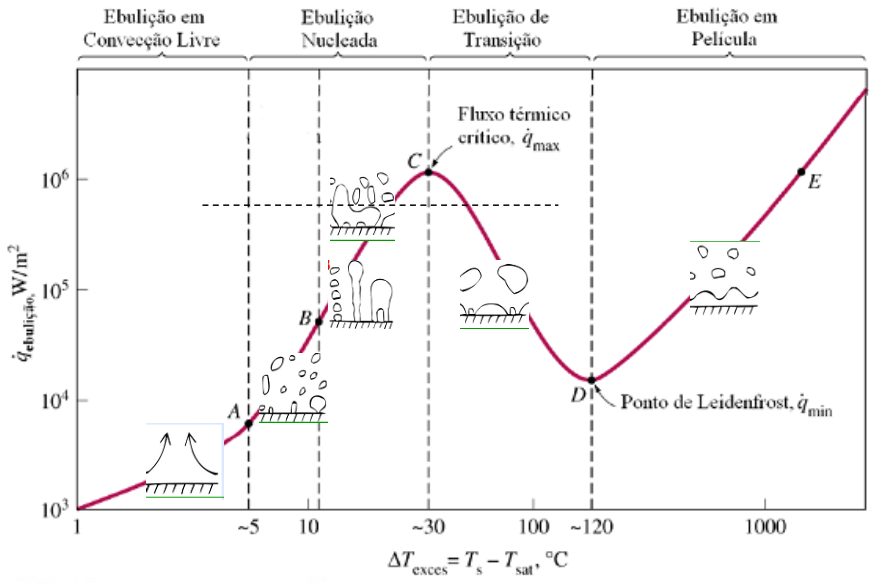 Ebulição em
Convecção Livre
Ebulição
Nucleada
Ebulição de
Transição
Ebulição em
Película
Fluxo térmico
crítico, q̇max
C
E
B
A
D
Ponto de Leidenfrost, q̇min
q̇ebulição, W/m²
10⁶
10⁵
10⁴
10³
1
~5
10
~30
100
~120
1000
ΔTexces= Ts – Tsat, °C